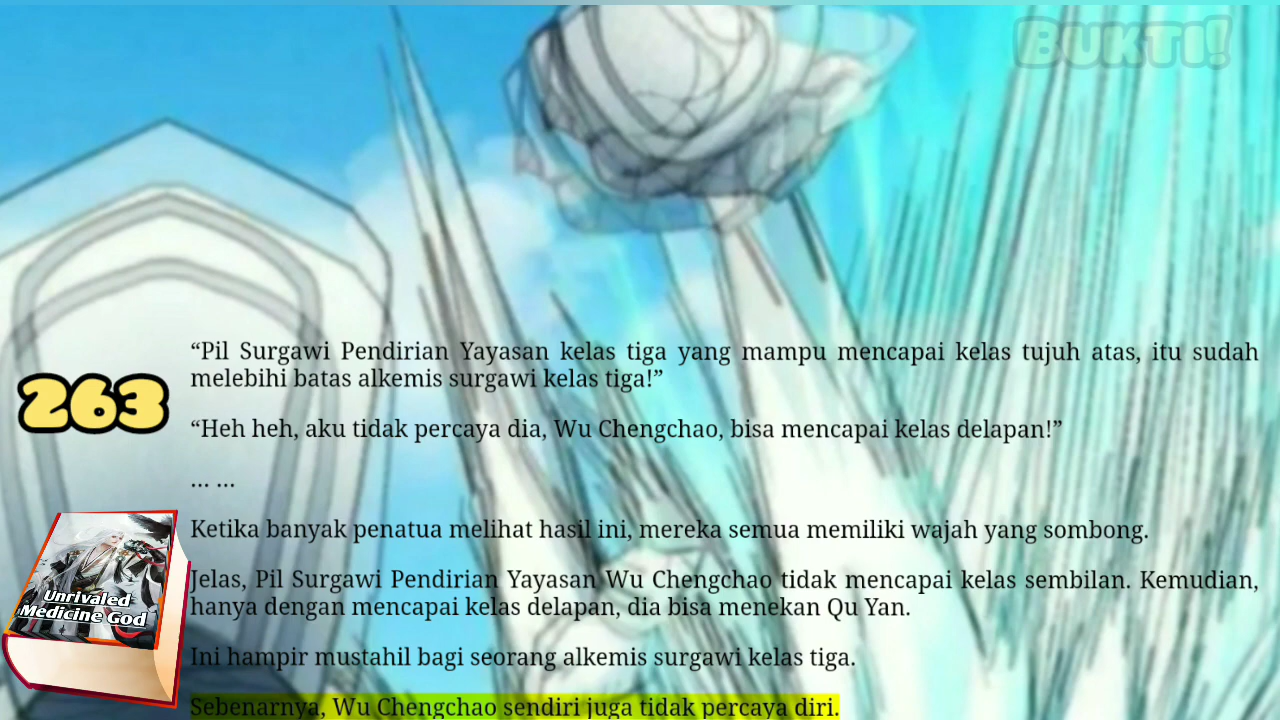 BUKTI!
“Pil Surgawi Pendirian Yayasan kelas tiga yang mampu mencapai kelas tujuh atas, itu sudah
melebihi batas alkemis surgawi kelas tiga!”
263
“Heh heh, aku tidak percaya dia, Wu Chengchao, bisa mencapai kelas delapan!”
... ...
Ketika banyak penatua melihat hasil ini, mereka semua memiliki wajah yang sombong.
Jelas, Pil Surgawi Pendirian Yayasan Wu Chengchao tidak mencapai kelas sembilan. Kemudian,
hanya dengan mencapai kelas delapan, dia bisa menekan Qu Yan.
Unrivaled
Medicine God
Ini hampir mustahil bagi seorang alkemis surgawi kelas tiga.
Sebenarnya, Wu Chengchao sendiri juga tidak percaya diri.